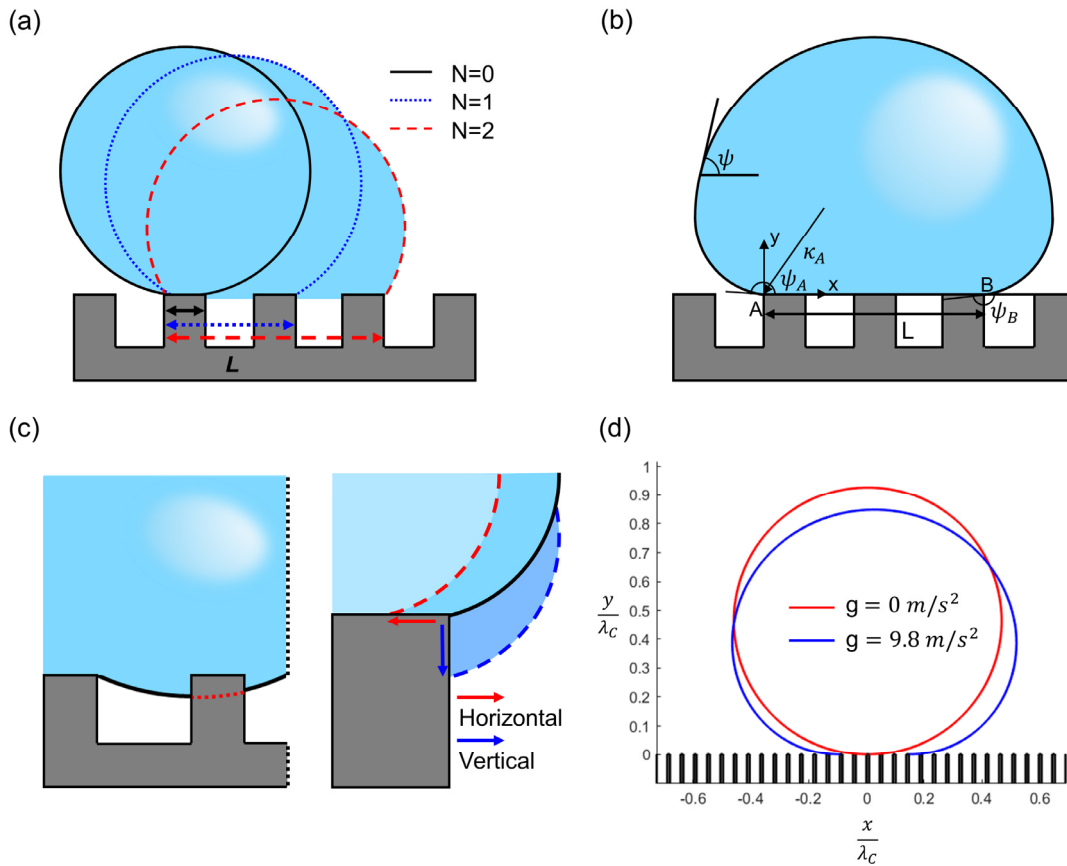 (a)
N=0
N=1
N=2
L
(b)
ψ
y
κ_A
ψ_A
x
A
B
L
ψ_B
(c)
Horizontal
Vertical
(d)
1
0.9
0.8
0.7
0.6
0.5
0.4
0.3
0.2
0.1
0
y/λ_C
g = 0 m/s²
g = 9.8 m/s²
-0.6 -0.4 -0.2 0 0.2 0.4 0.6
x/λ_C